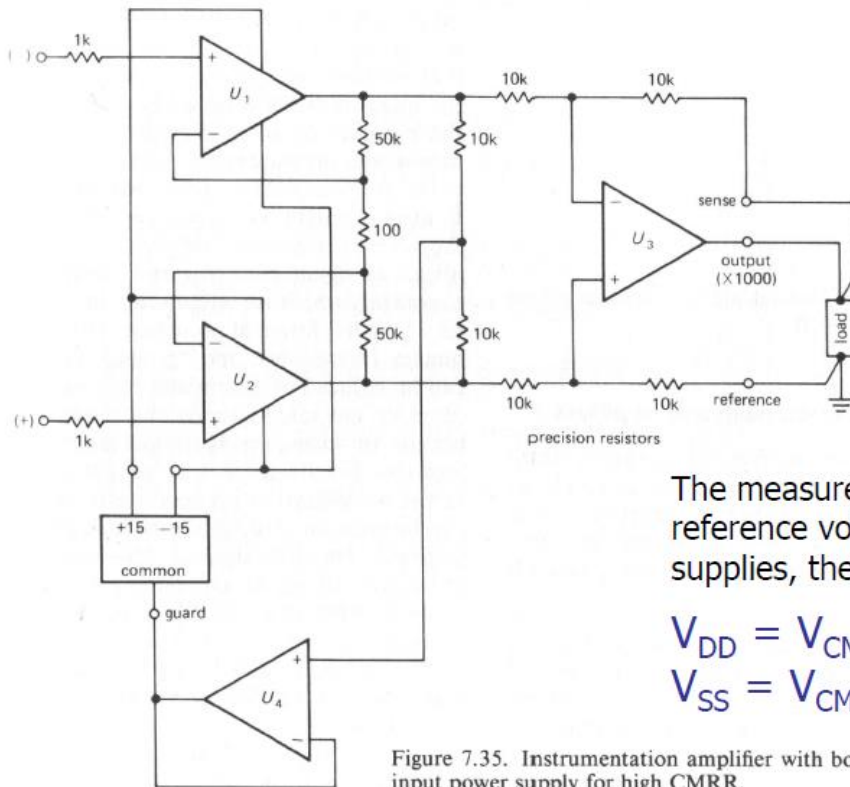 1k
(-)
+
U1
-
50k
10k
10k
10k
100
-
U2
+
50k
10k
(+)
1k
10k
10k
-
U3
+
sense
output
(×1000)
load
reference
precision resistors
+15 -15
common
guard
+
U4
-
The measure
reference vo
supplies, the
VDD = VCM
VSS = VCM
Figure 7.35. Instrumentation amplifier with bo
input power supply for high CMRR.